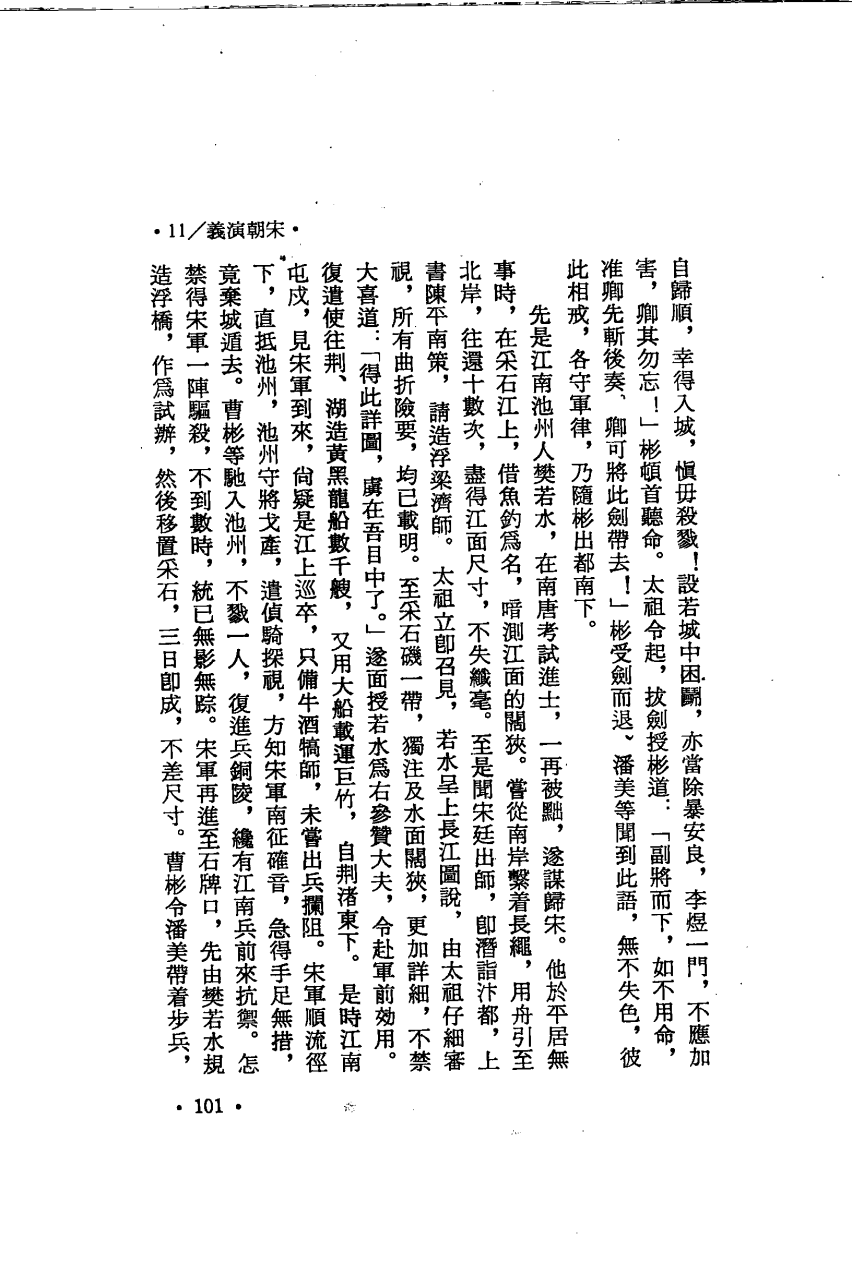 •11／義演朝宋•
自歸順，幸得入城，愼毋殺戮！設若城中困鬭，亦當除暴安良，李煜一門，不應加
害，卿其勿忘！」彬頓首聽命。太祖令起，拔劍授彬道：「副將而下，如不用命，
准卿先斬後奏、卿可將此劍帶去！」彬受劍而退、潘美等聞到此語，無不失色，彼
此相戒，各守軍律，乃隨彬出都南下。
先是江南池州人樊若水，在南唐考試進士，一再被黜，遂謀歸宋。他於平居無
事時，在采石江上，借魚釣爲名，暗測江面的闊狹。嘗從南岸繫着長繩，用舟引至
北岸，往還十數次，盡得江面尺寸，不失纖毫。至是聞宋廷出師，卽潛詣汴都，上
書陳平南策，請造浮梁濟師。太祖立卽召見，若水呈上長江圖說，由太祖仔細審
視，所有曲折險要，均已載明。至采石磯一帶，獨注及水面闊狹，更加詳細，不禁
大喜道：「得此詳圖，虜在吾目中了。」遂面授若水爲右參贊大夫，令赴軍前效用。
復遣使往荆、湖造黃黑龍船數千艘，又用大船載運巨竹，自荆渚東下。是時江南
屯戍，見宋軍到來，尙疑是江上巡卒，只備牛酒犒師，未嘗出兵攔阻。宋軍順流徑
下，直抵池州，池州守將戈產，遣偵騎探視，方知宋軍南征確音，急得手足無措，
竟棄城遁去。曹彬等馳入池州，不戮一人，復進兵銅陵，纔有江南兵前來抗禦。怎
禁得宋軍一陣驅殺，不到數時，統已無影無踪。宋軍再進至石牌口，先由樊若水規
造浮橋，作爲試辦，然後移置采石，三日卽成，不差尺寸。曹彬令潘美帶着步兵，
•101•